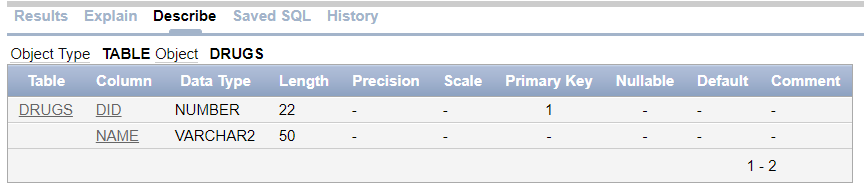 Results Explain Describe Saved SQL History
Object Type TABLE Object DRUGS
Table Column Data Type Length Precision Scale Primary Key Nullable Default Comment
DRUGS DID NUMBER 22 - - 1 - - -
NAME VARCHAR2 50 - - - - - -
1 - 2